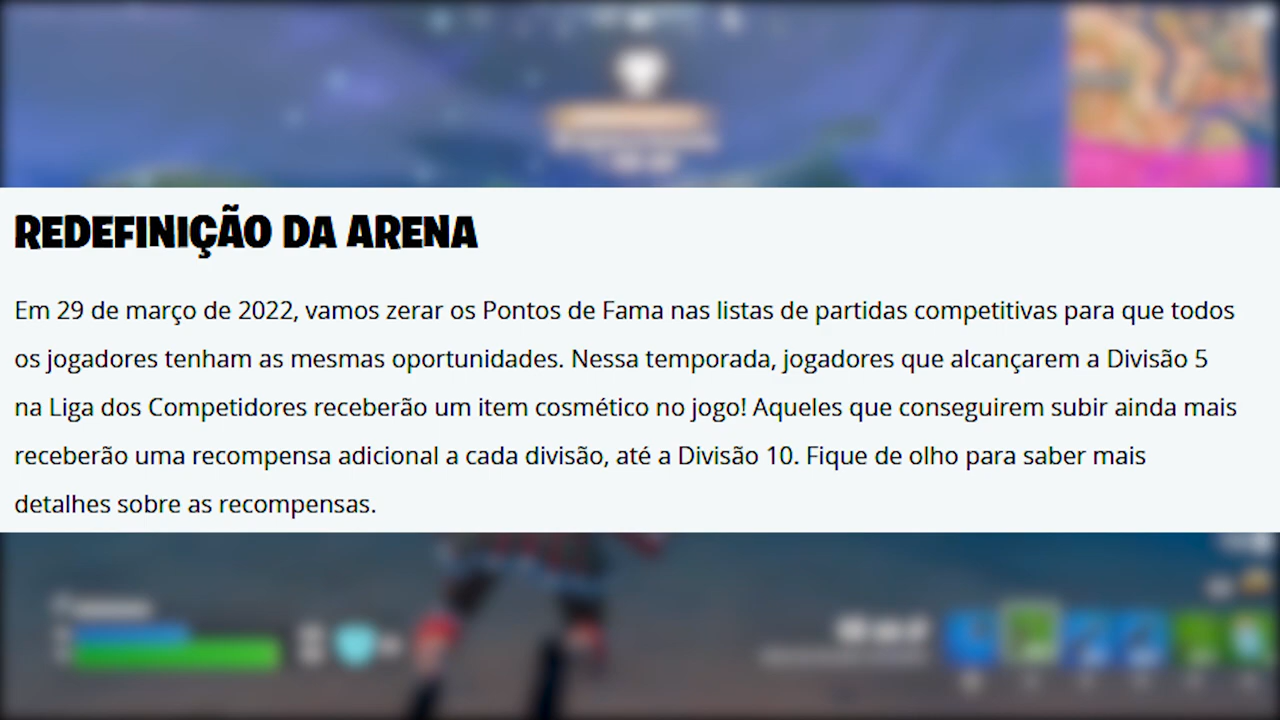 REDEFINIÇÃO DA ARENA
Em 29 de março de 2022, vamos zerar os Pontos de Fama nas listas de partidas competitivas para que todos
os jogadores tenham as mesmas oportunidades. Nessa temporada, jogadores que alcançarem a Divisão 5
na Liga dos Competidores receberão um item cosmético no jogo! Aqueles que conseguirem subir ainda mais
receberão uma recompensa adicional a cada divisão, até a Divisão 10. Fique de olho para saber mais
detalhes sobre as recompensas.